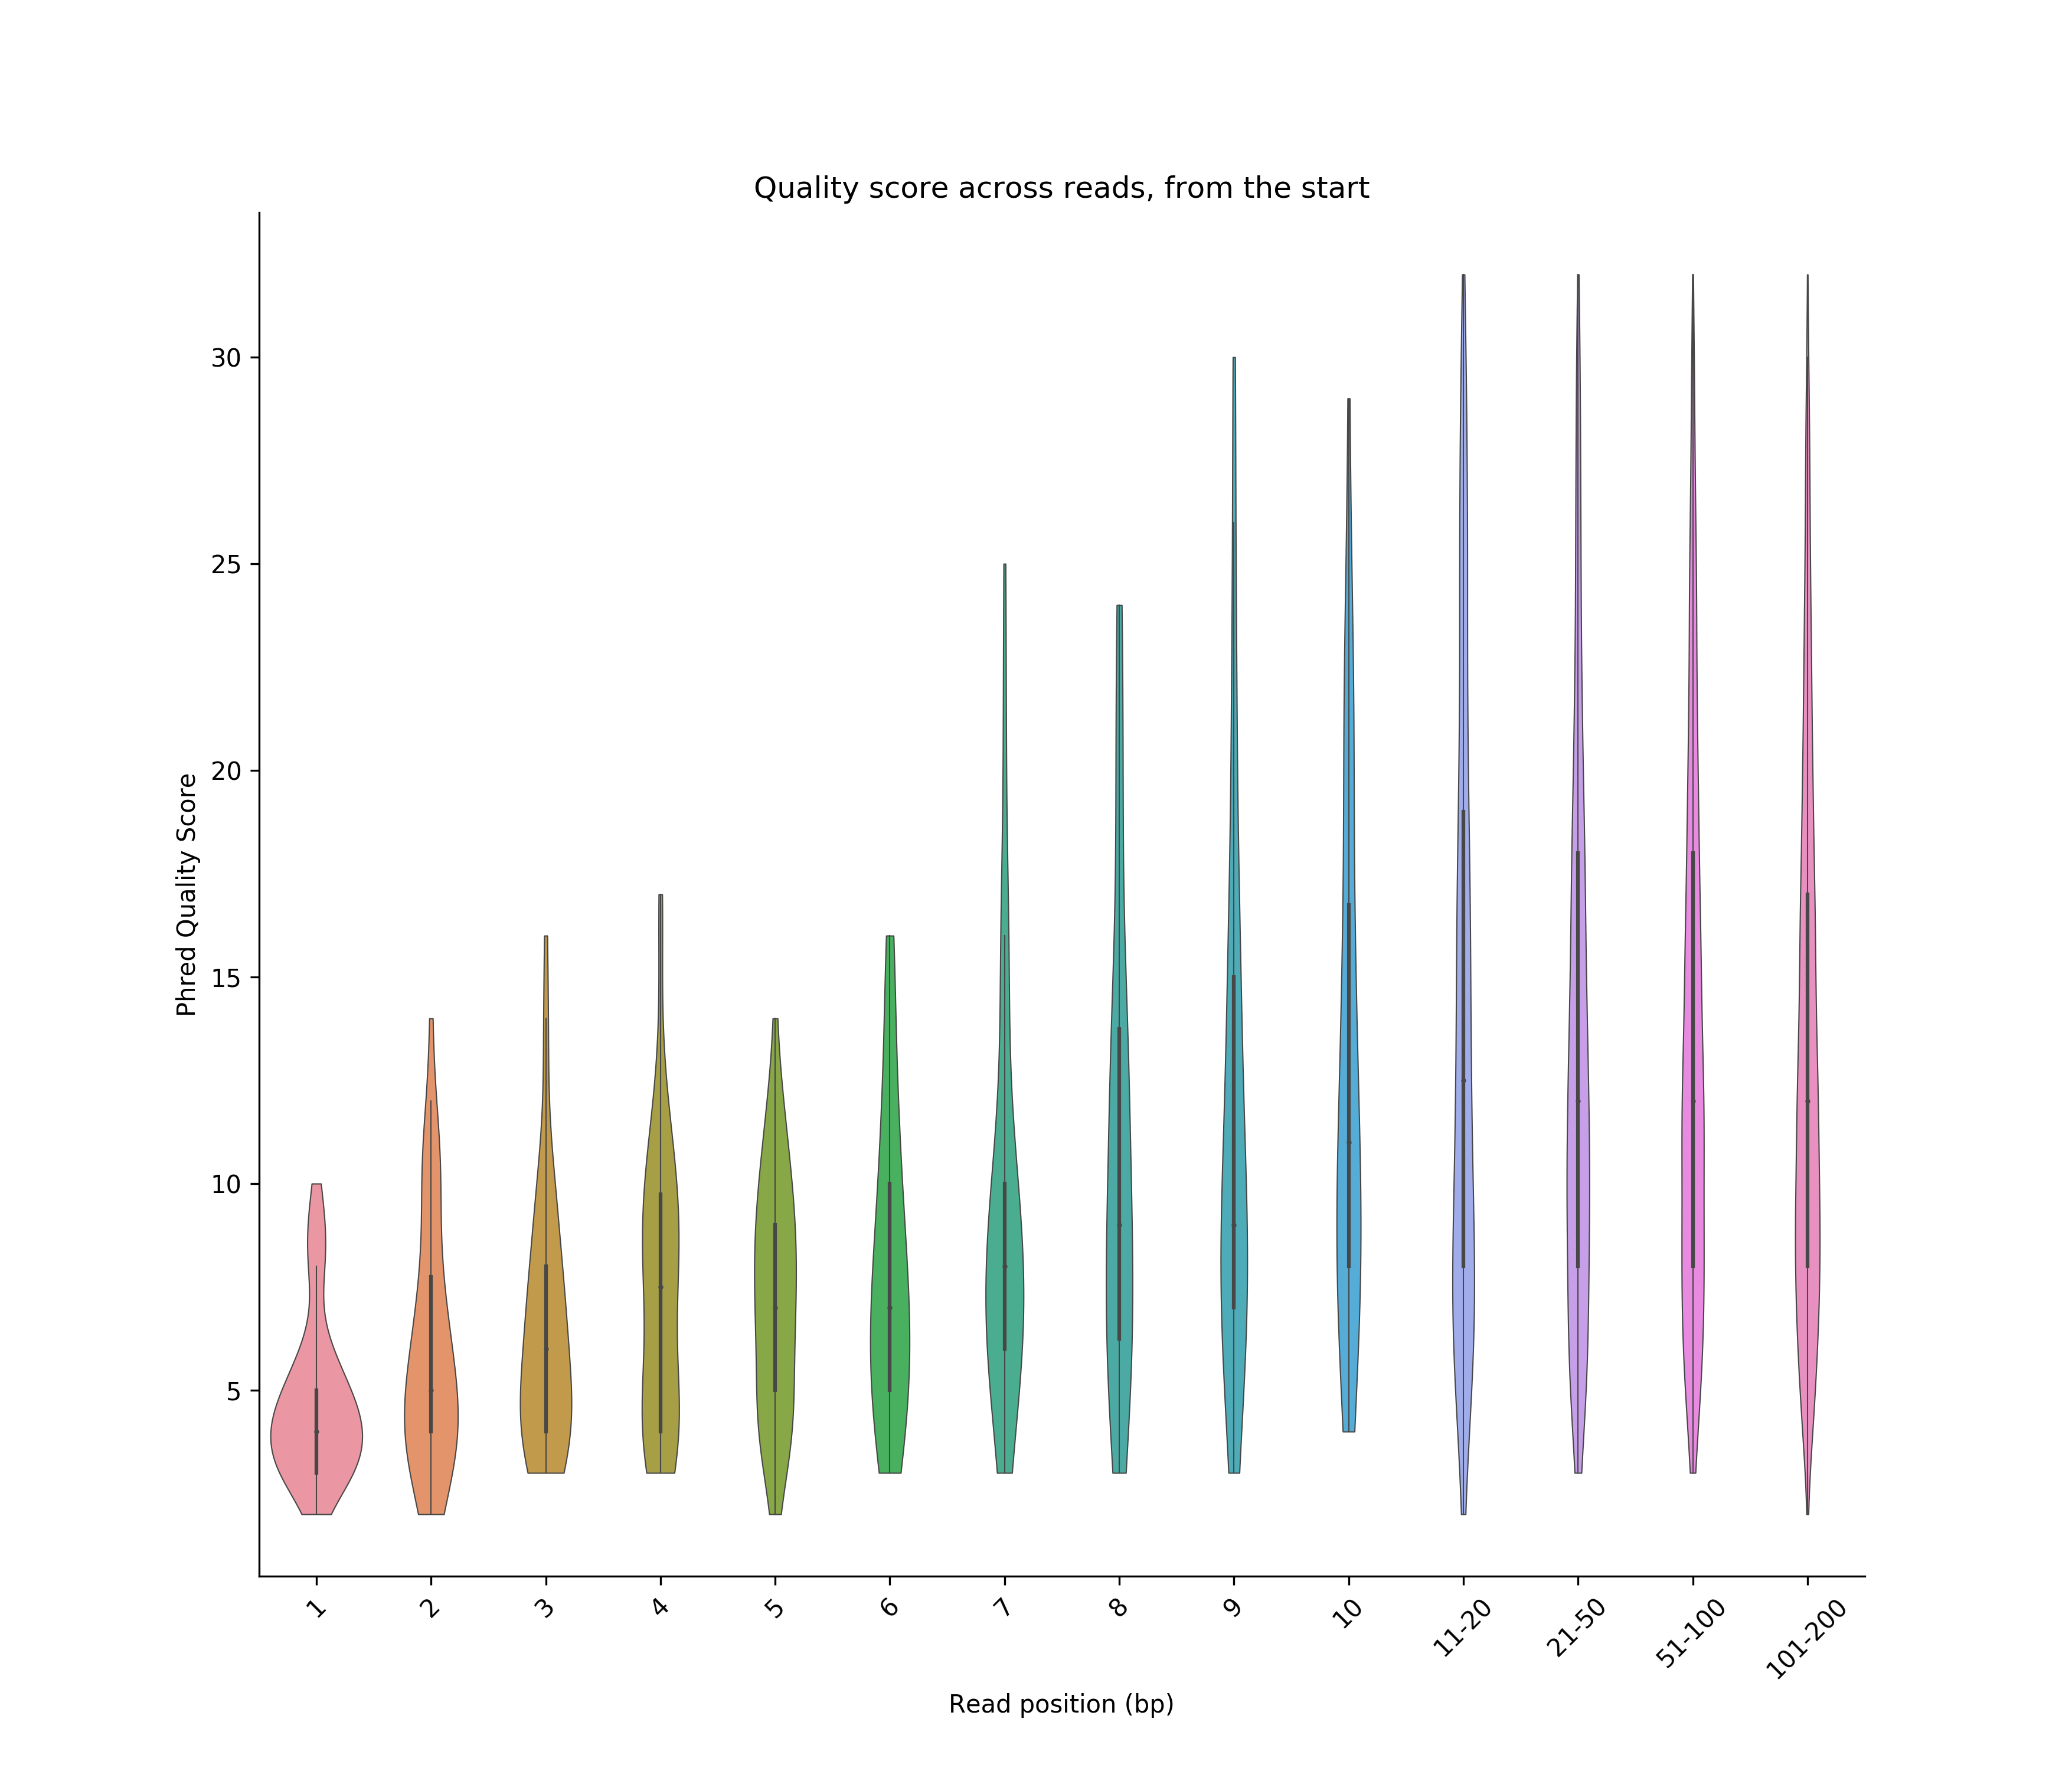 Quality score across reads, from the start
Phred Quality Score
30
25
20
15
10
5
1 2 3 4 5 6 7 8 9 10 11-20 21-50 51-100 101-200
Read position (bp)